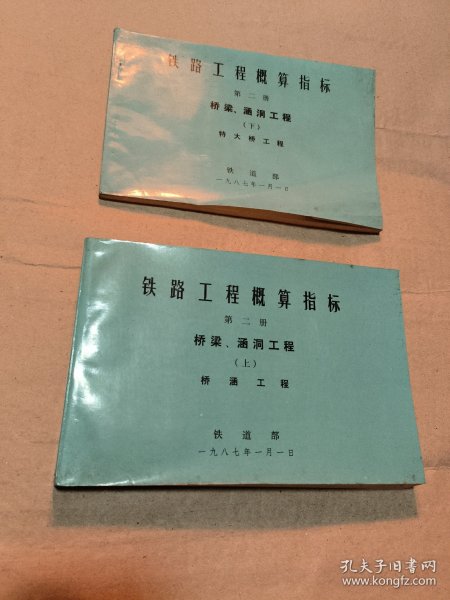 铁路工程概算指标
第二册
桥梁、涵洞工程
（下）
特大桥工程
铁道部
一九八七年一月一日
铁路工程概算指标
第二册
桥梁、涵洞工程
（上）
桥涵工程
铁道部
一九八七年一月一日
孔夫子旧书网
www.kongfz.com